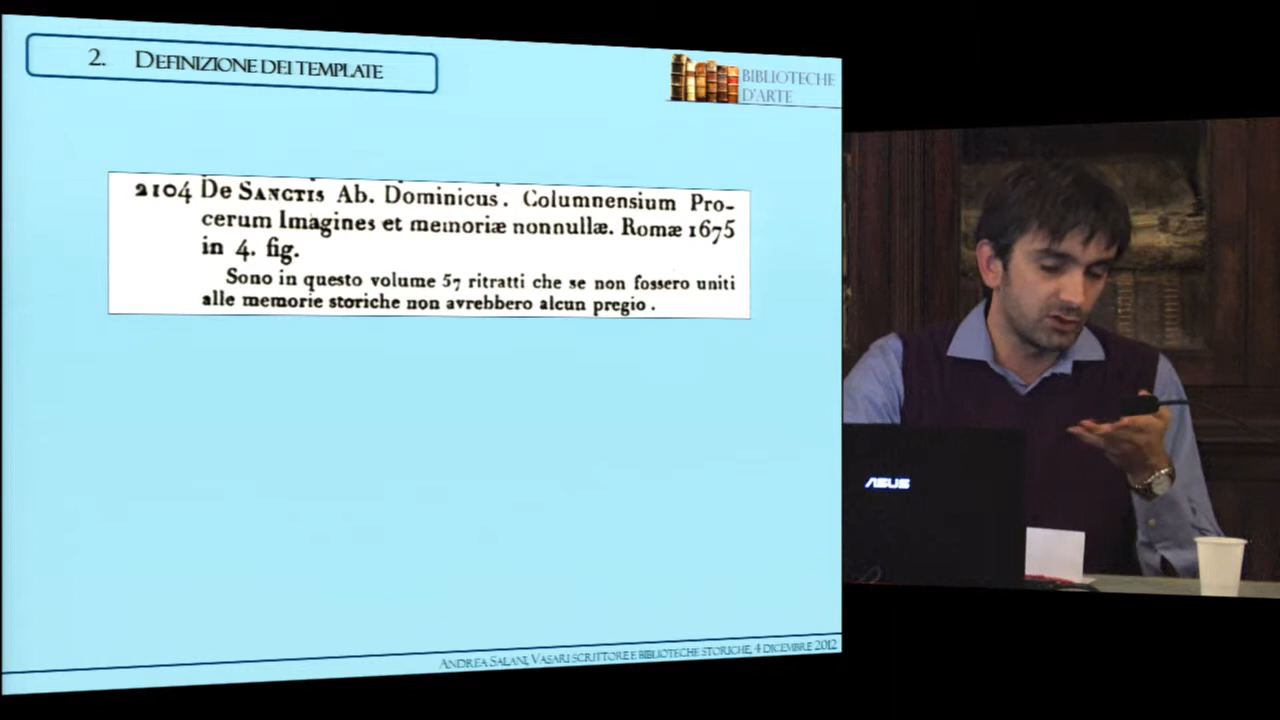 2. DEFINIZIONE DEI TEMPLATE
BIBLIOTECHE
D'ARTE
2104 De SANCTIS Ab. Dominicus. Columnensium Pro-
cerum Imagines et memoriæ nonnullæ. Romæ 1675
in 4. fig.
Sono in questo volume 57 ritratti che se non fossero uniti
alle memorie storiche non avrebbero alcun pregio.
ASUS
ANDREA SALANI, VASARI SCRITTORE E BIBLIOTECHE STORICHE, 4 DICEMBRE 2012